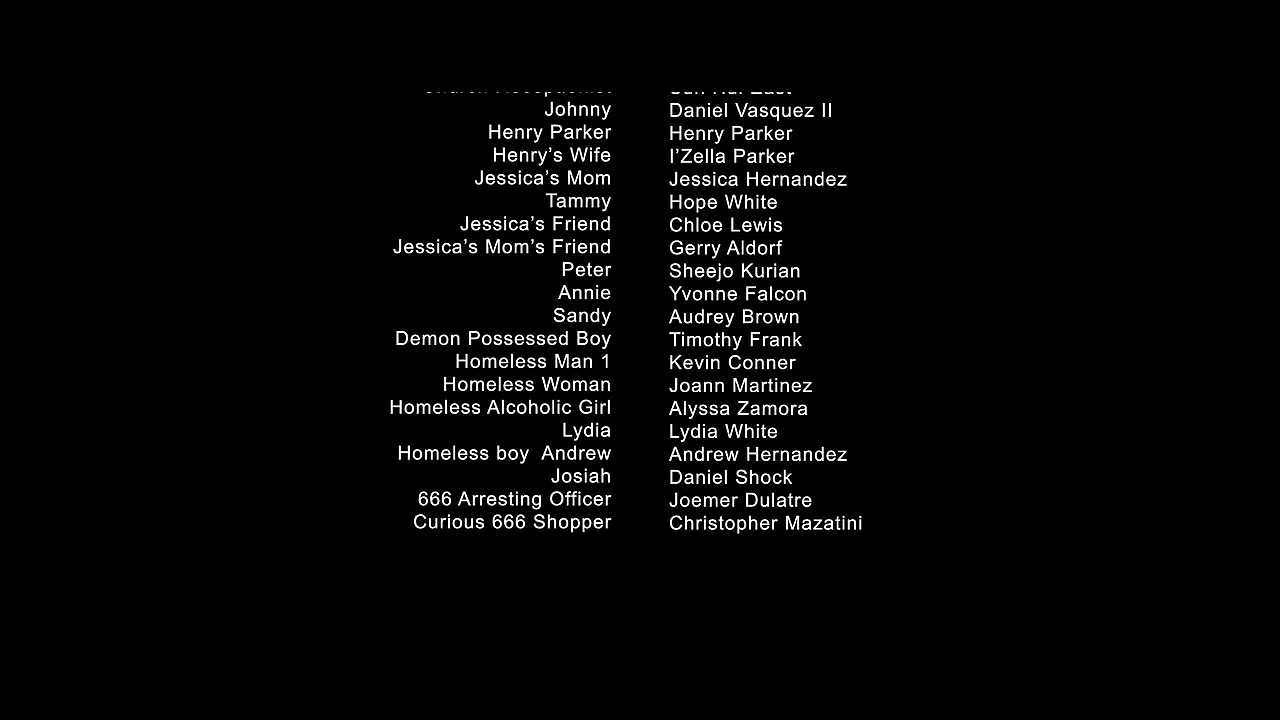 Johnny Daniel Vasquez II
Henry Parker Henry Parker
Henry's Wife I'Zella Parker
Jessica's Mom Jessica Hernandez
Tammy Hope White
Jessica's Friend Chloe Lewis
Jessica's Mom's Friend Gerry Aldorf
Peter Sheejo Kurian
Annie Yvonne Falcon
Sandy Audrey Brown
Demon Possessed Boy Timothy Frank
Homeless Man 1 Kevin Conner
Homeless Woman Joann Martinez
Homeless Alcoholic Girl Alyssa Zamora
Lydia Lydia White
Homeless boy  Andrew Andrew Hernandez
Josiah Daniel Shock
666 Arresting Officer Joemer Dulatre
Curious 666 Shopper Christopher Mazatini